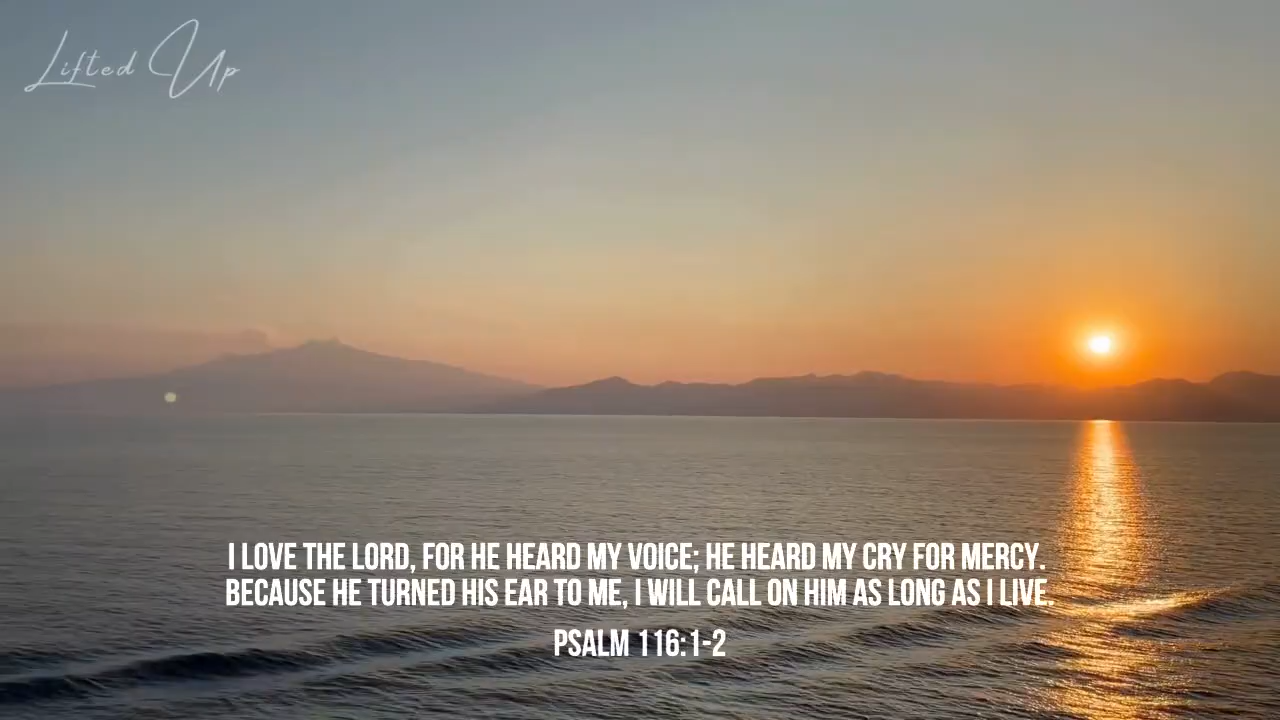 Lifted Up
I LOVE THE LORD, FOR HE HEARD MY VOICE; HE HEARD MY CRY FOR MERCY.
BECAUSE HE TURNED HIS EAR TO ME, I WILL CALL ON HIM AS LONG AS I LIVE.
PSALM 116:1-2